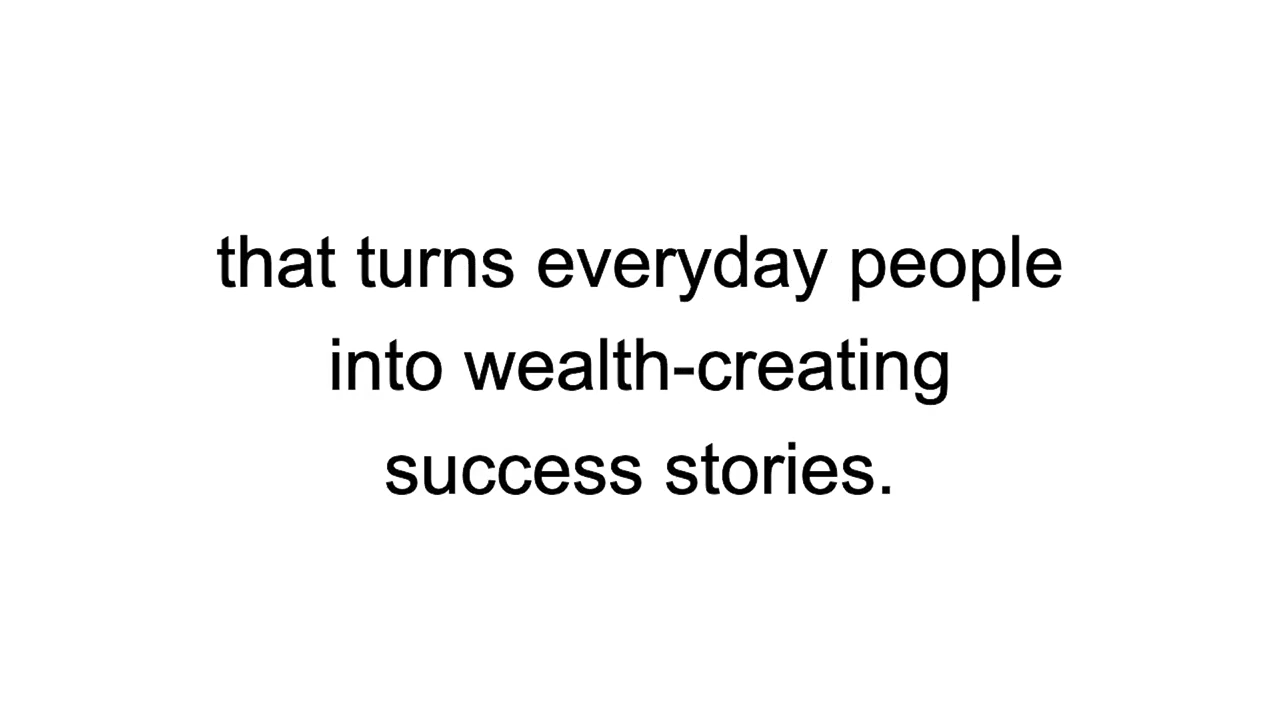 that turns everyday people
into wealth-creating
success stories.